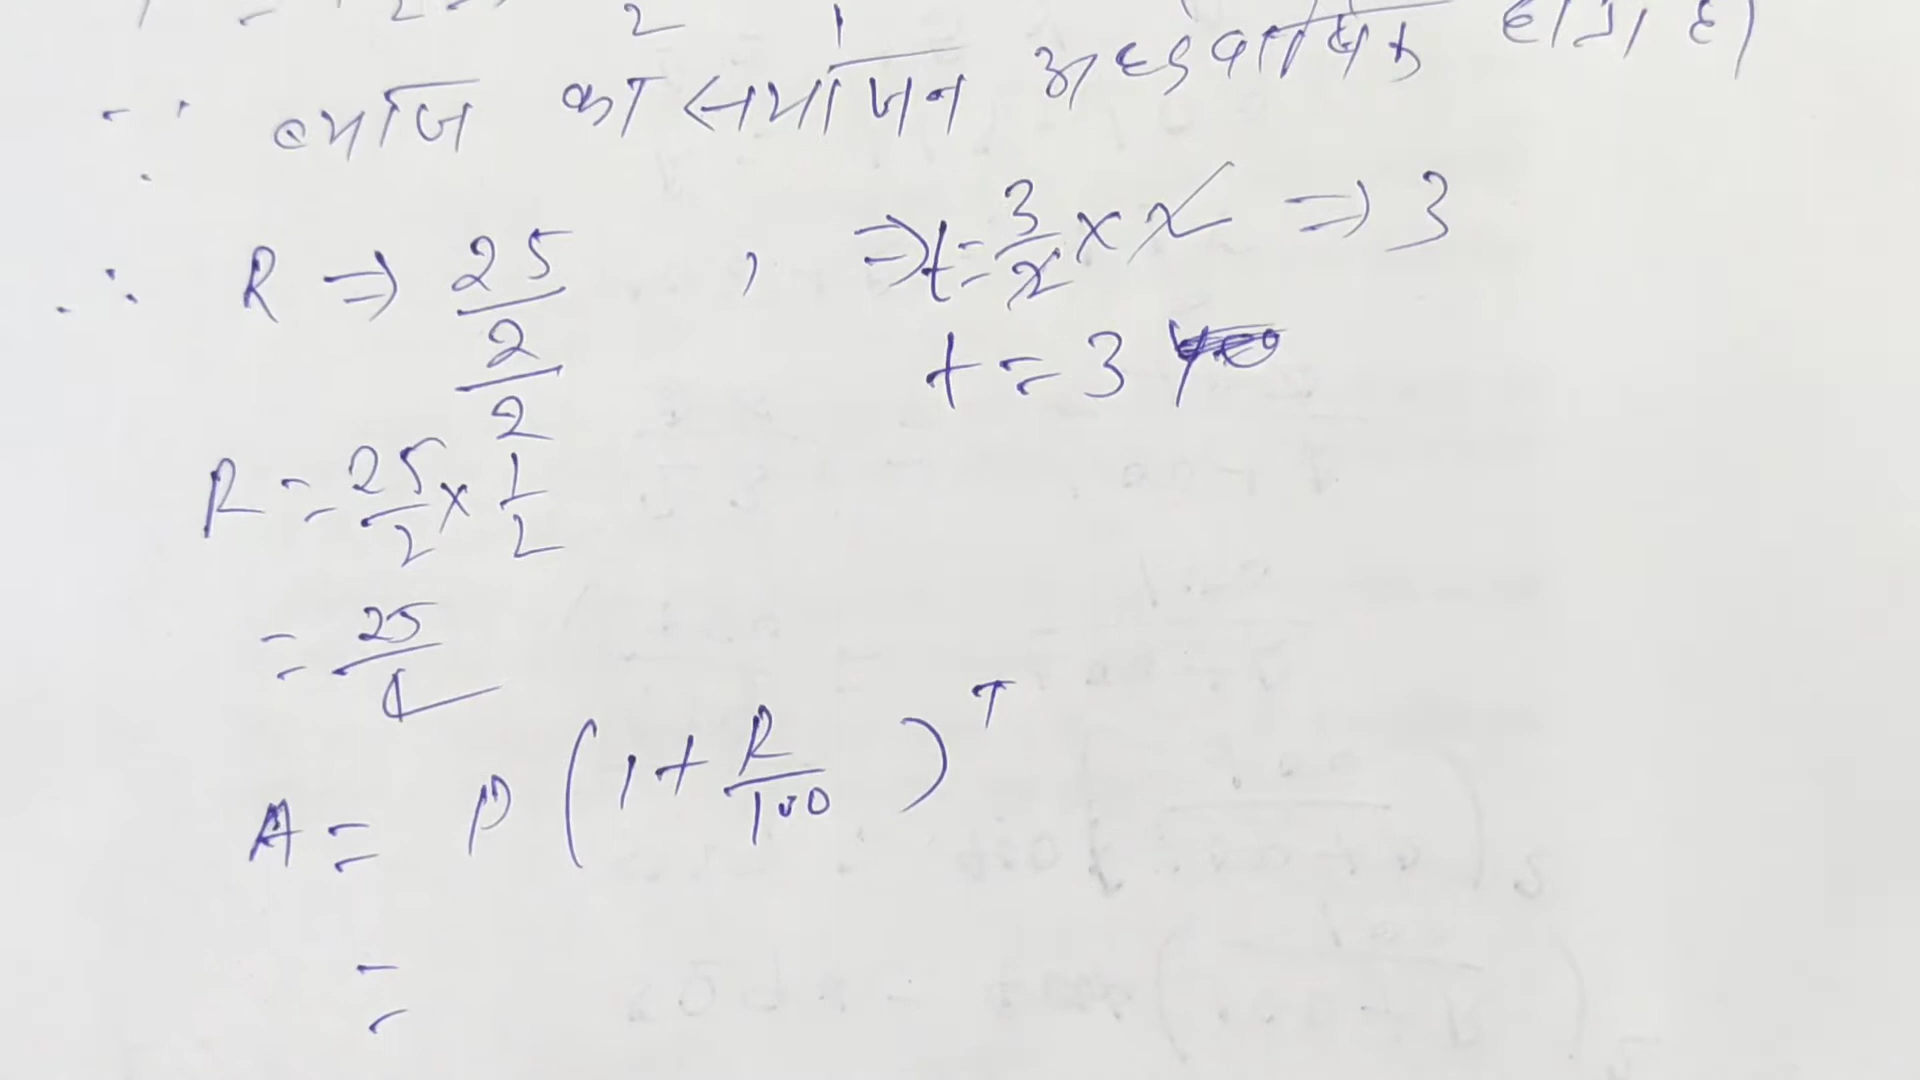 ∵ ब्याज का समायोजन अर्द्धवार्षिक होता है।
∴ R ⇒ 25/2/2 , ⇒ t = 3/2 × 2 ⇒ 3
t = 3
R = 25/2 × 1/2
= 25/4
A = P (1 + R/100)^T
=